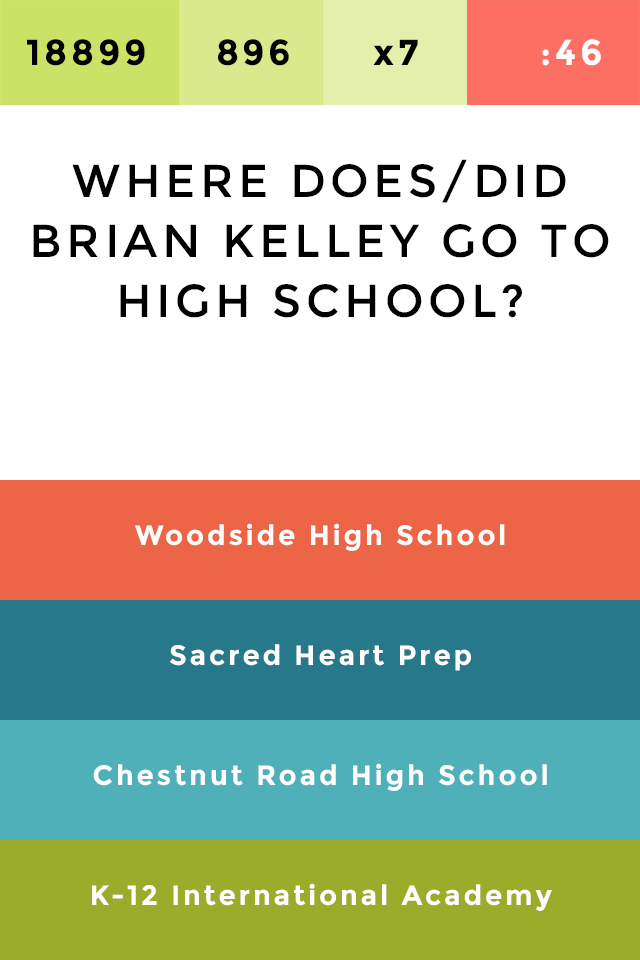 18899 896 x7 :46
WHERE DOES/DID
BRIAN KELLEY GO TO
HIGH SCHOOL?
Woodside High School
Sacred Heart Prep
Chestnut Road High School
K-12 International Academy